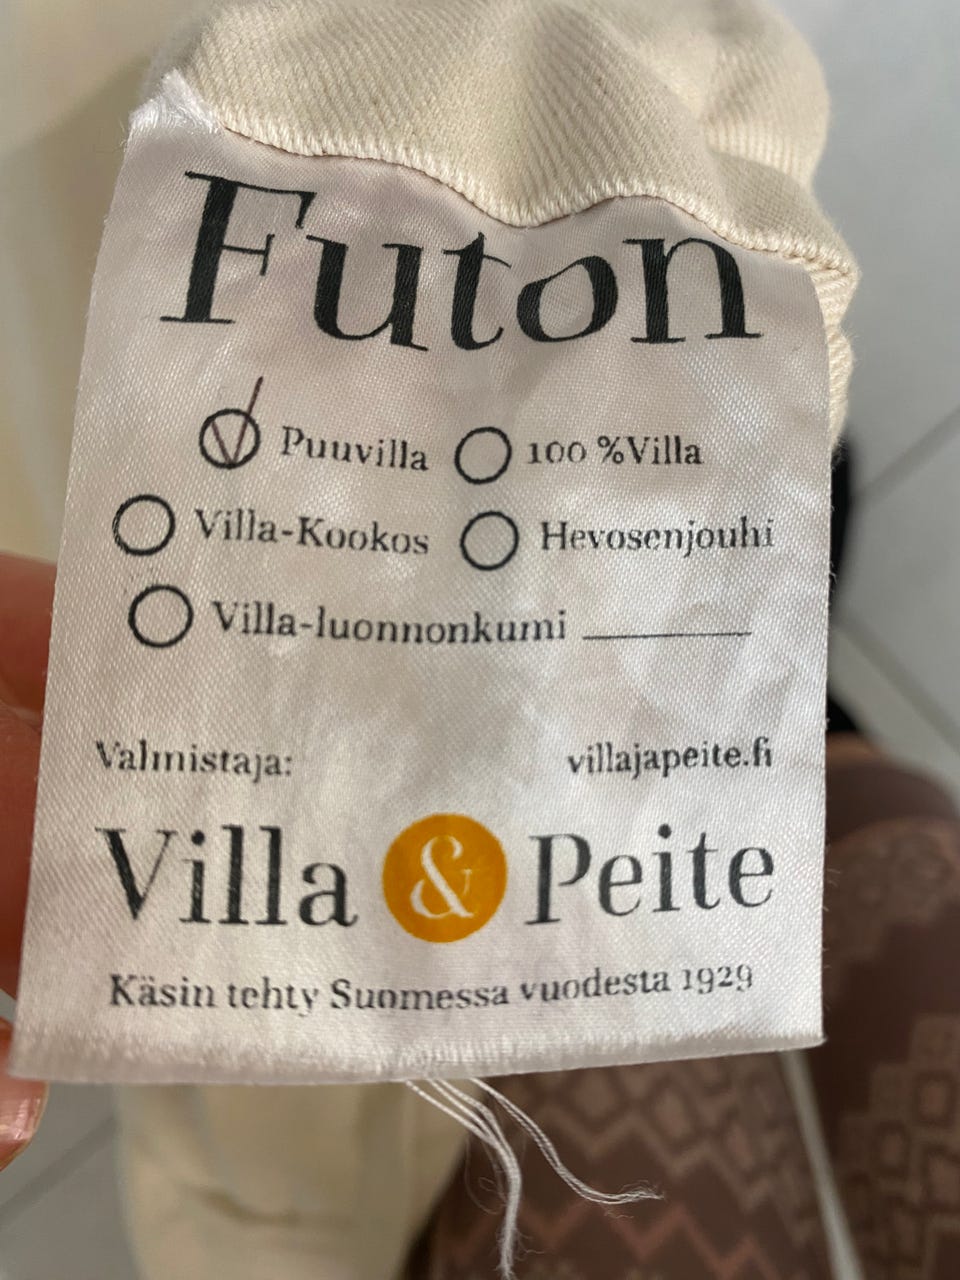 Futon
Puuvilla 100 %Villa
Villa-Kookos Hevosenjouhi
Villa-luonnonkumi
Valmistaja: villajapeite.fi
Villa & Peite
Käsin tehty Suomessa vuodesta 1929